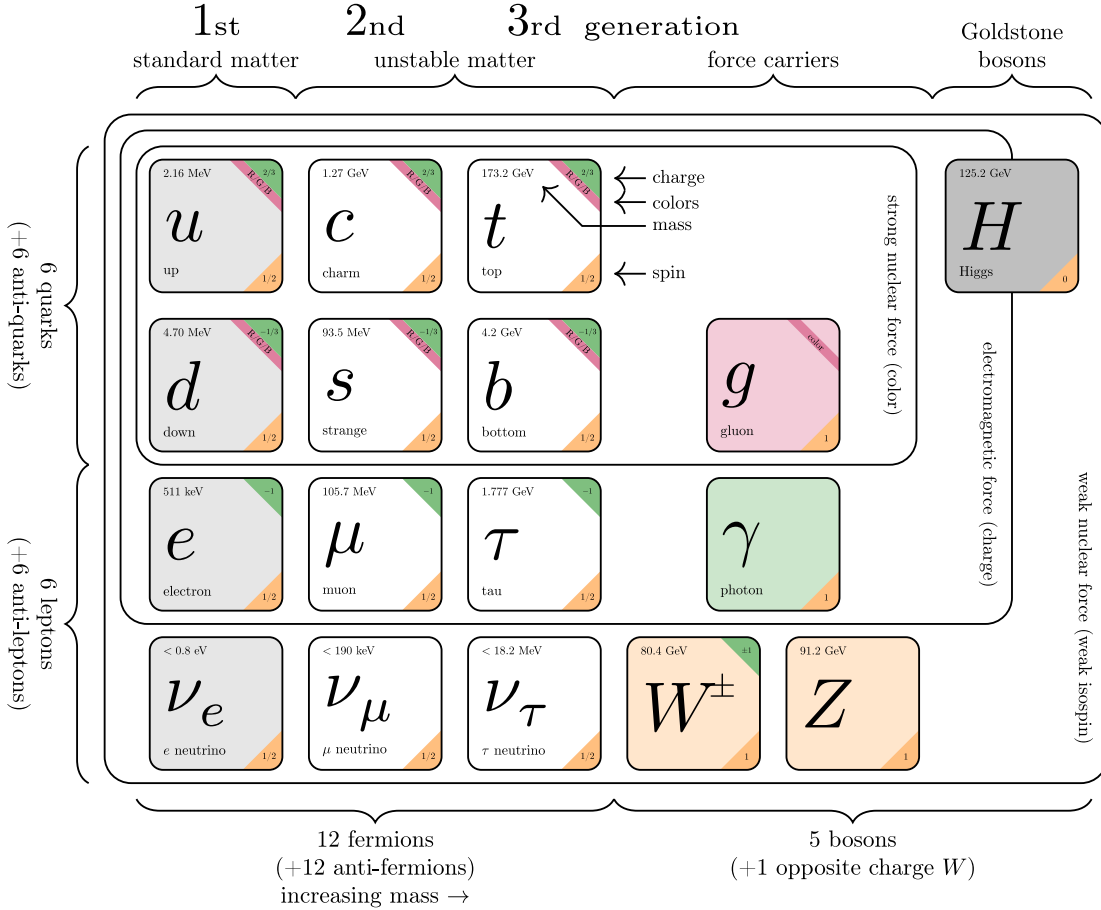 1st 2nd 3rd generation
standard matter unstable matter force carriers
Goldstone
bosons
6 quarks
(+6 anti-quarks)
6 leptons
(+6 anti-leptons)
2.16 MeV
2/3
R/G/B
u
up
1/2
1.27 GeV
2/3
R/G/B
c
charm
1/2
173.2 GeV
2/3
R/G/B
t
top
1/2
charge
colors
mass
spin
125.2 GeV
H
Higgs
0
4.70 MeV
−1/3
R/G/B
d
down
1/2
93.5 MeV
−1/3
R/G/B
s
strange
1/2
4.2 GeV
−1/3
R/G/B
b
bottom
1/2
color
g
gluon
1
strong nuclear force (color)
511 keV
−1
e
electron
1/2
105.7 MeV
−1
μ
muon
1/2
1.777 GeV
−1
τ
tau
1/2
γ
photon
1
electromagnetic force (charge)
< 0.8 eV
νe
e neutrino
1/2
< 190 keV
νμ
μ neutrino
1/2
< 18.2 MeV
ντ
τ neutrino
1/2
80.4 GeV
±1
W±
1
91.2 GeV
Z
1
weak nuclear force (weak isospin)
12 fermions
(+12 anti-fermions)
increasing mass →
5 bosons
(+1 opposite charge W)